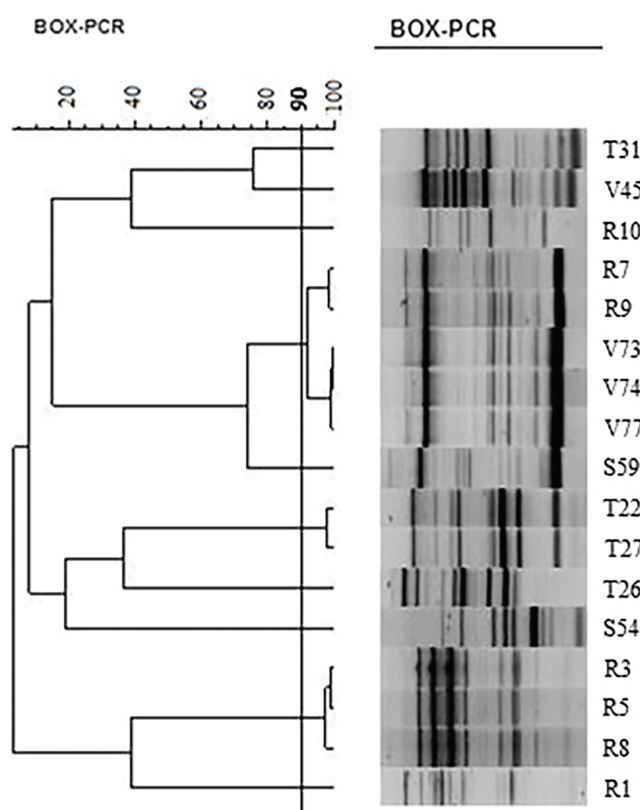 BOX-PCR
BOX-PCR
20 40 60 80 90 100
T31
V45
R10
R7
R9
V73
V74
V77
S59
T22
T27
T26
S54
R3
R5
R8
R1